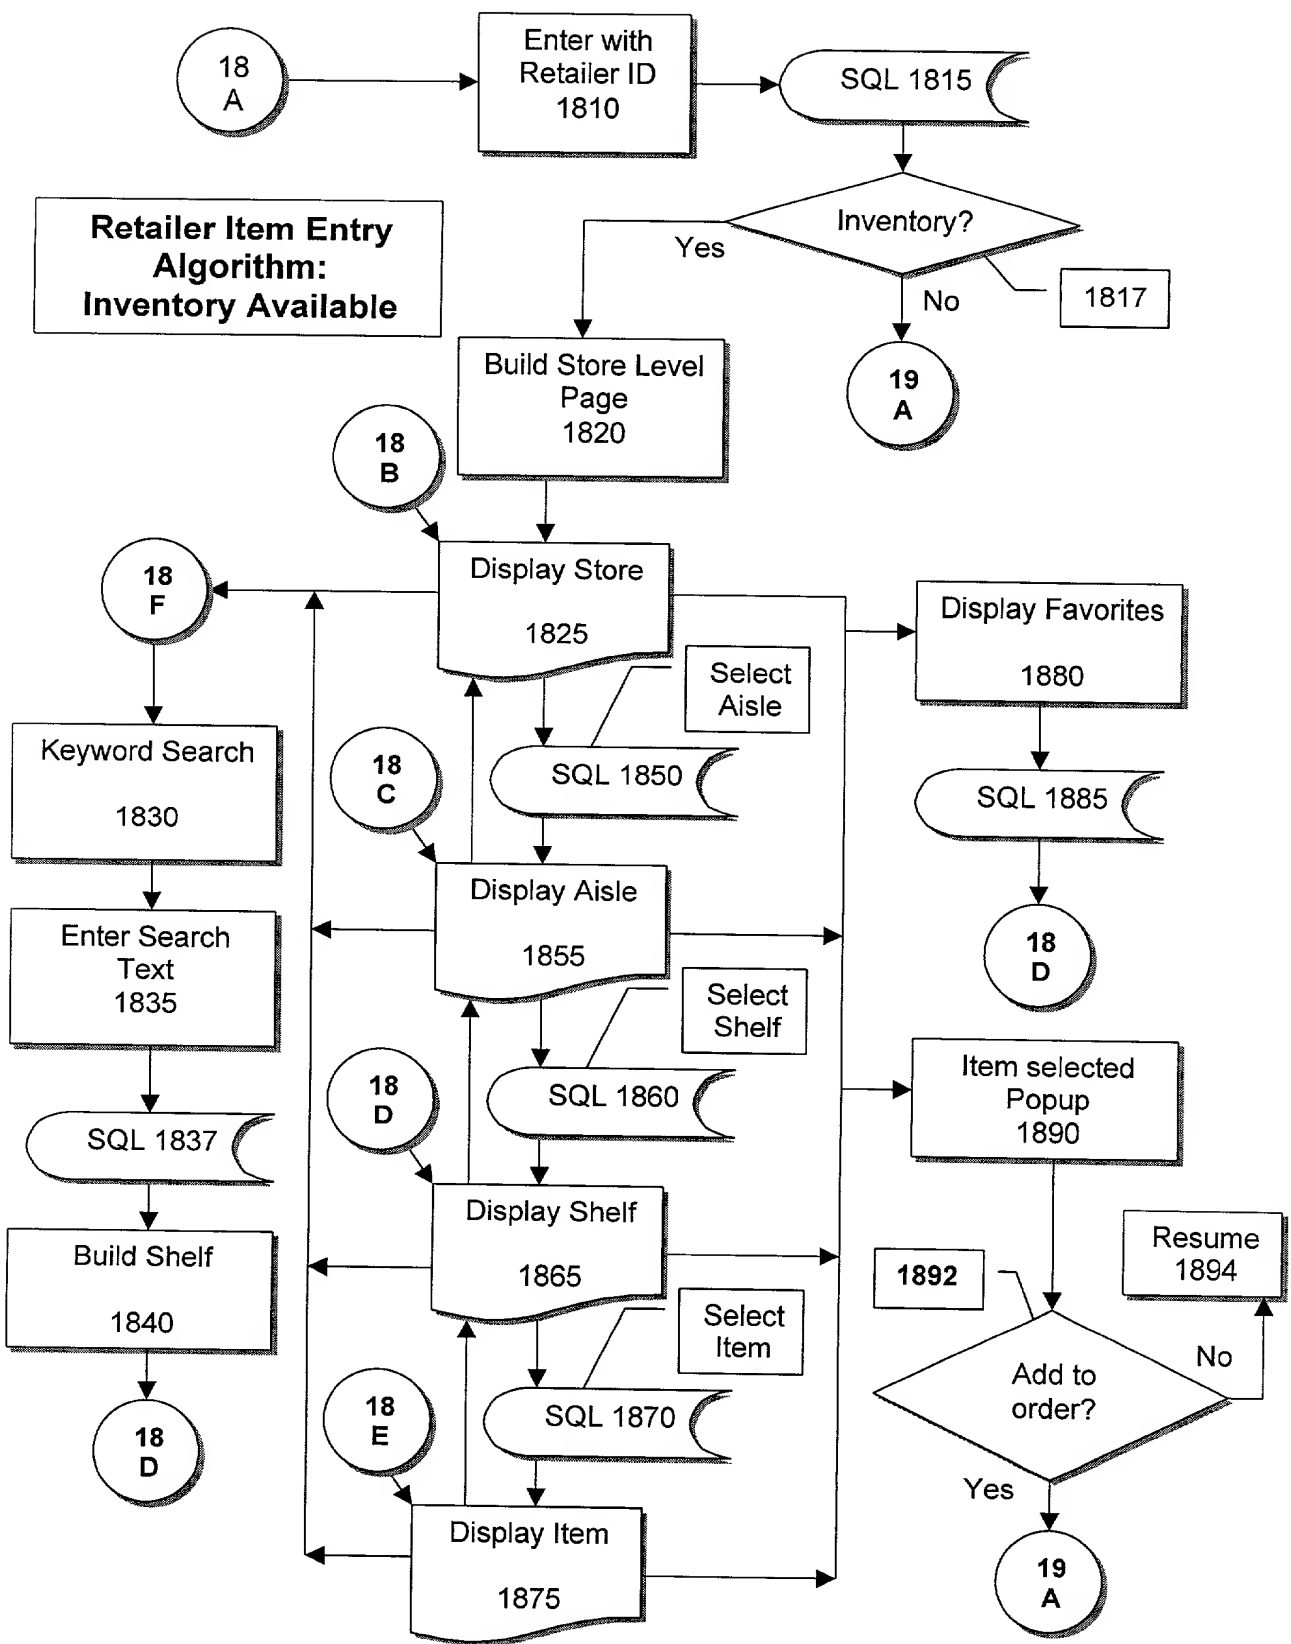 18
A
Enter with
Retailer ID
1810
SQL 1815
Retailer Item Entry
Algorithm:
Inventory Available
Inventory?
Yes
No
1817
Build Store Level
Page
1820
19
A
18
B
18
F
Display Store
1825
Display Favorites
1880
Select
Aisle
Keyword Search
1830
18
C
SQL 1850
SQL 1885
Display Aisle
1855
Enter Search
Text
1835
18
D
Select
Shelf
18
D
SQL 1860
Item selected
Popup
1890
SQL 1837
Display Shelf
1865
Build Shelf
1840
1892
Resume
1894
Select
Item
18
D
18
E
SQL 1870
Add to
order?
No
Yes
Display Item
1875
19
A